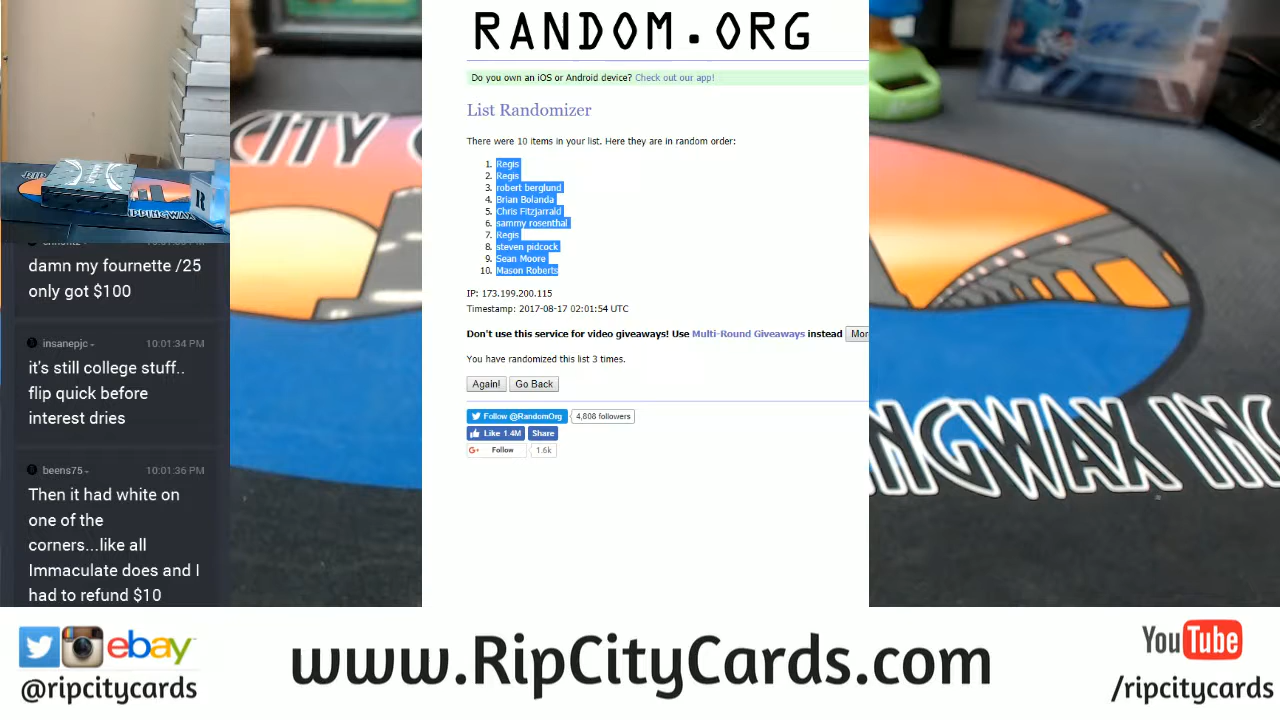 RANDOM.ORG
Do you own an iOS or Android device? Check out our app!
List Randomizer
There were 10 items in your list. Here they are in random order:
1. Regis
2. Regis
3. robert berglund
4. Brian Bolanda
5. Chris Fitzjarrald
6. sammy rosenthal
7. Regis
8. steven pidcock
9. Sean Moore
10. Mason Roberts
IP: 173.199.200.115
Timestamp: 2017-08-17 02:01:54 UTC
Don't use this service for video giveaways! Use Multi-Round Giveaways instead
You have randomized this list 3 times.
Again! Go Back
Follow @RandomOrg 4,808 followers
Like 1.4M Share
G+ Follow 1.6k
damn my fournette /25
only got $100
insanepjc 10:01:34 PM
it's still college stuff..
flip quick before
interest dries
beens75 10:01:36 PM
Then it had white on
one of the
corners...like all
Immaculate does and I
had to refund $10
CITY
NGWAX INC
R
ebay
@ripcitycards
www.RipCityCards.com
YouTube
/ripcitycards